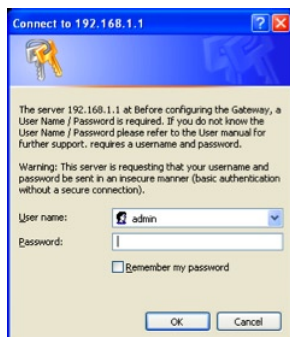 Connect to 192.168.1.1
The server 192.168.1.1 at Before configuring the Gateway, a
User Name / Password is required. If you do not know the
User Name / Password please refer to the User manual for
further support. requires a username and password.
Warning: This server is requesting that your username and
password be sent in an insecure manner (basic authentication
without a secure connection).
User name:
admin
Password:
Remember my password
OK
Cancel